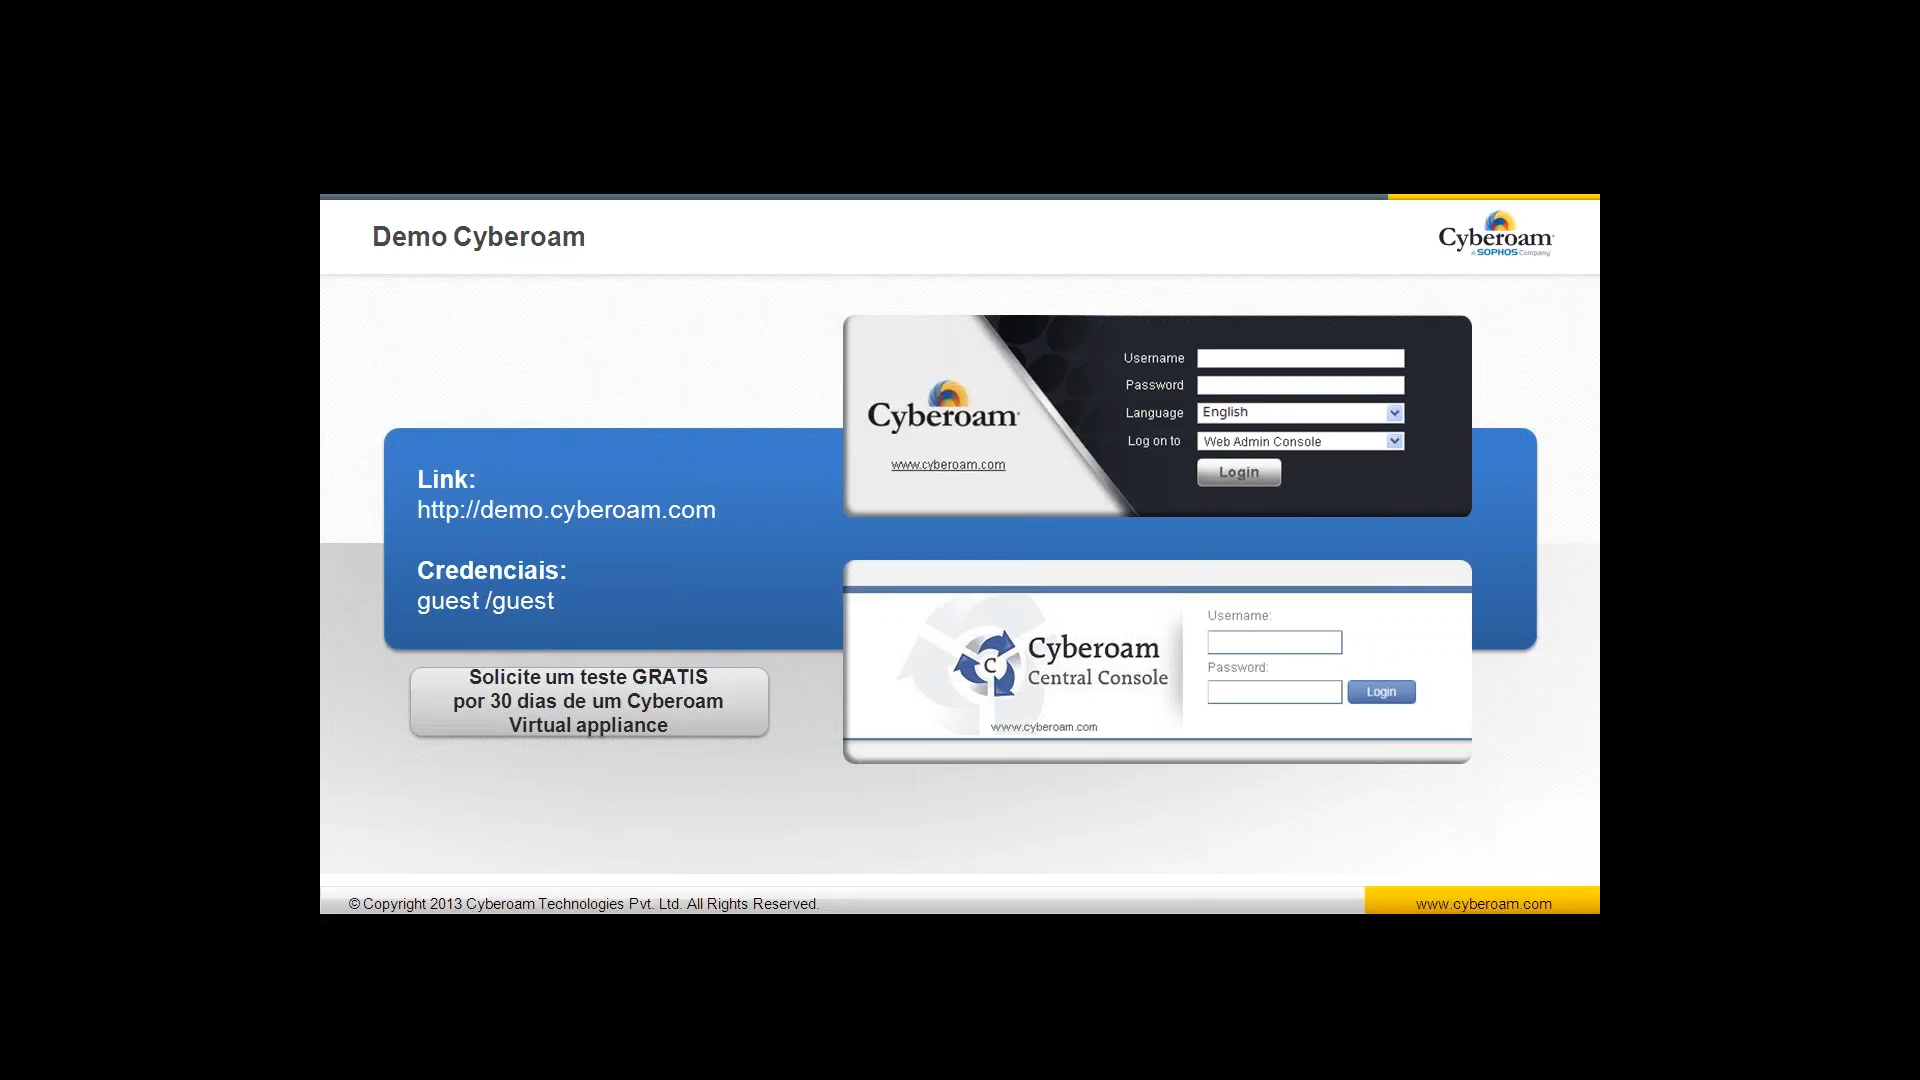 Demo Cyberoam
Cyberoam
A SOPHOS Company
Username
Password
Language English
Log on to Web Admin Console
Login
Cyberoam
www.cyberoam.com
Link:
http://demo.cyberoam.com
Credenciais:
guest /guest
Solicite um teste GRATIS
por 30 dias de um Cyberoam
Virtual appliance
C
Cyberoam
Central Console
www.cyberoam.com
Username:
Password:
Login
© Copyright 2013 Cyberoam Technologies Pvt. Ltd. All Rights Reserved.
www.cyberoam.com